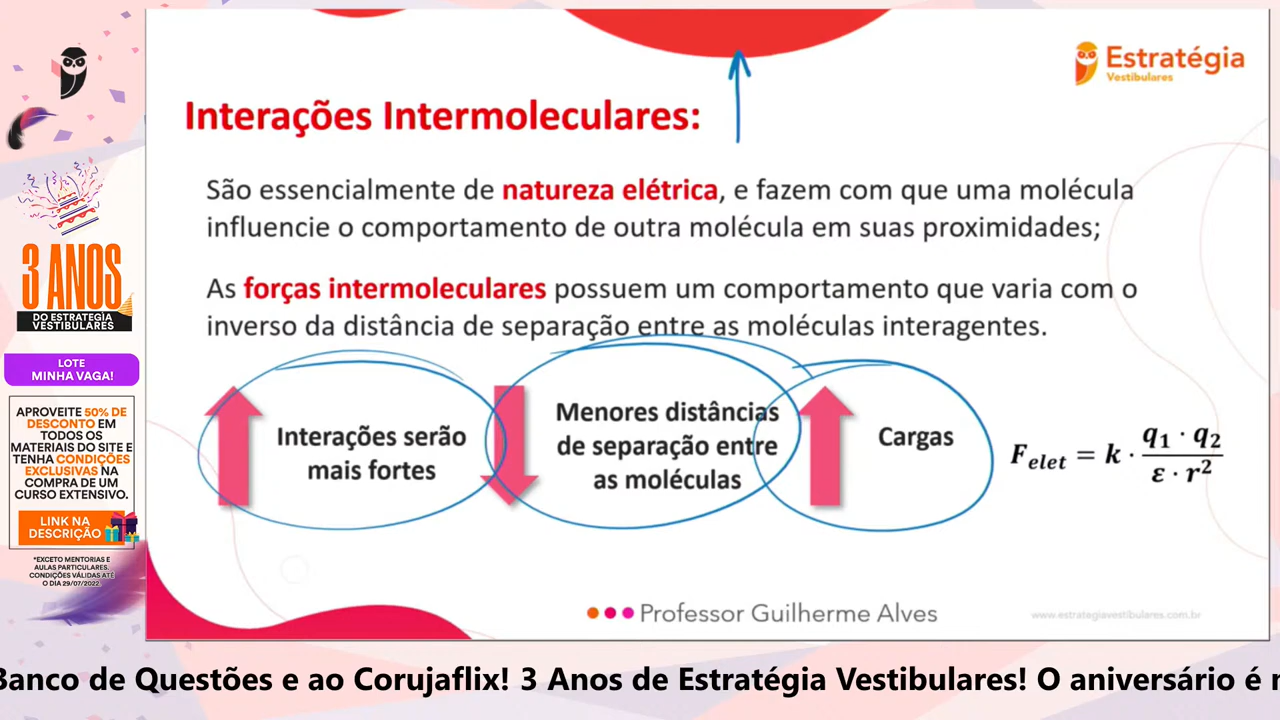 Estratégia
Vestibulares
Interações Intermoleculares:
São essencialmente de natureza elétrica, e fazem com que uma molécula
influencie o comportamento de outra molécula em suas proximidades;
As forças intermoleculares possuem um comportamento que varia com o
inverso da distância de separação entre as moléculas interagentes.
Interações serão
mais fortes
Menores distâncias
de separação entre
as moléculas
Cargas
F_elet = k · (q₁ · q₂)/(ε · r²)
Professor Guilherme Alves
www.estrategiavestibulares.com.br
3 ANOS
DO ESTRATÉGIA
VESTIBULARES
LOTE
MINHA VAGA!
APROVEITE 50% DE
DESCONTO EM
TODOS OS
MATERIAIS DO SITE E
TENHA CONDIÇÕES
EXCLUSIVAS NA
COMPRA DE UM
CURSO EXTENSIVO.
LINK NA
DESCRIÇÃO
*EXCETO MENTORIAS E
AULAS PARTICULARES.
CONDIÇÕES VÁLIDAS ATÉ
O DIA 29/07/2022.
Banco de Questões e ao Corujaflix! 3 Anos de Estratégia Vestibulares! O aniversário é